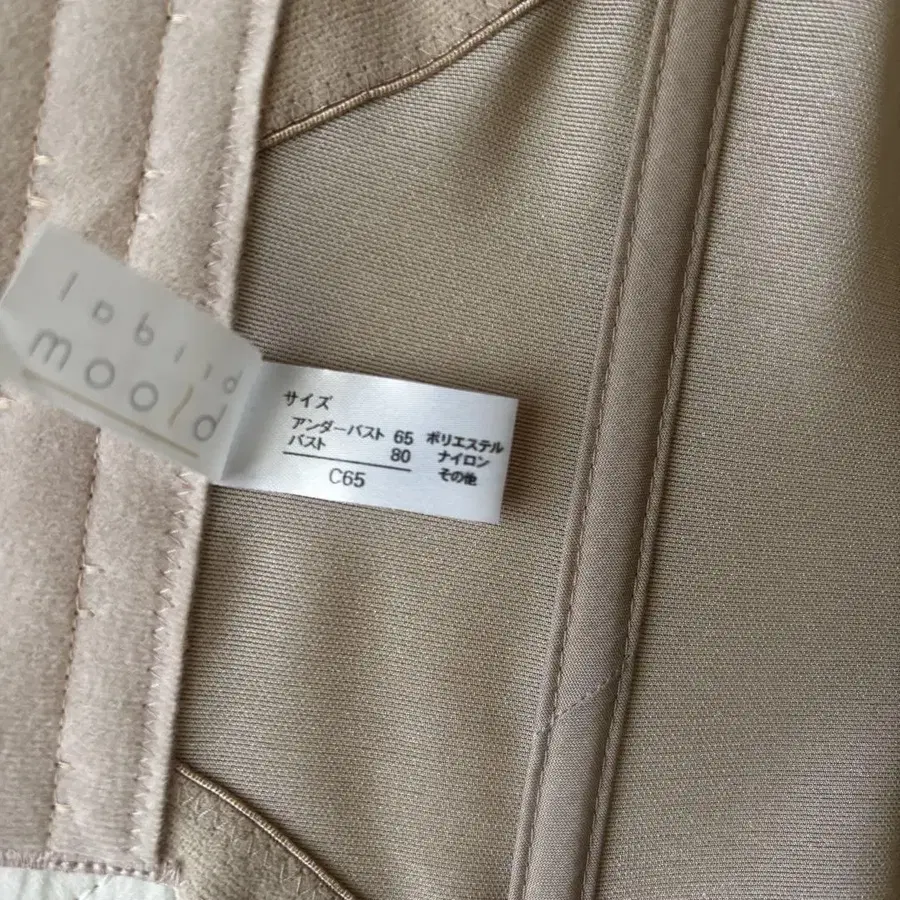 labild
moold
サイズ
アンダーバスト 65
バスト 80
C65
ポリエステル
ナイロン
その他